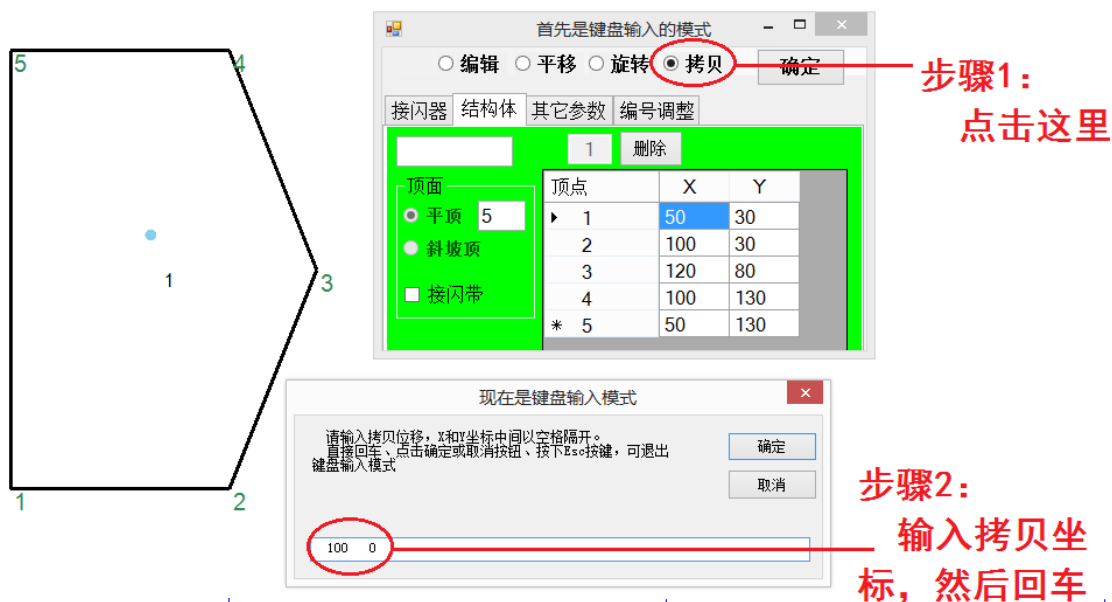 5
4
1
3
1
2
首先是键盘输入的模式
编辑 平移 旋转 拷贝 确定
接闪器 结构体 其它参数 编号调整
1 删除
顶面
平顶 5
斜坡顶
接闪带
顶点 X Y
1 50 30
2 100 30
3 120 80
4 100 130
* 5 50 130
步骤1:
点击这里
现在是键盘输入模式
请输入拷贝位移,X和Y坐标中间以空格隔开。
直接回车、点击确定或取消按钮、按下Esc按键,可退出
键盘输入模式
确定
取消
100 0
步骤2:
输入拷贝坐
标,然后回车